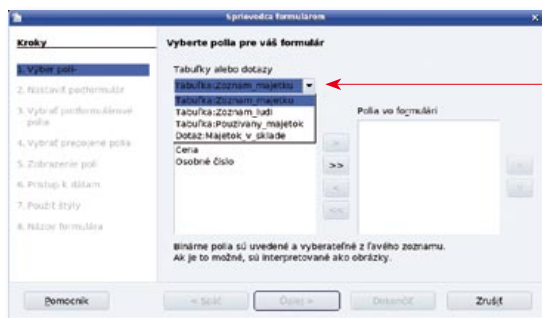 Sprievodca formulárom
Kroky
1. Výber polí
2. Nastaviť podformulár
3. Vybrať podformulárové
polia
4. Vybrať prepojené polia
5. Zobrazenie polí
6. Prístup k dátam
7. Použiť štýly
8. Názov formulára
Vyberte polia pre váš formulár
Tabuľky alebo dotazy
Tabuľka:Zoznam_majetku
Tabuľka:Zoznam_majetku
Tabuľka:Zoznam_ludi
Tabuľka:Pouzivany_majetok
Dotaz:Majetok_v_sklade
Cena
Osobné číslo
Polia vo formulári
>
>>
<
<<
Binárne polia sú uvedené a vyberateľné z ľavého zoznamu.
Ak je to možné, sú interpretované ako obrázky.
Pomocník
< Späť
Ďalej >
Dokončiť
Zrušiť